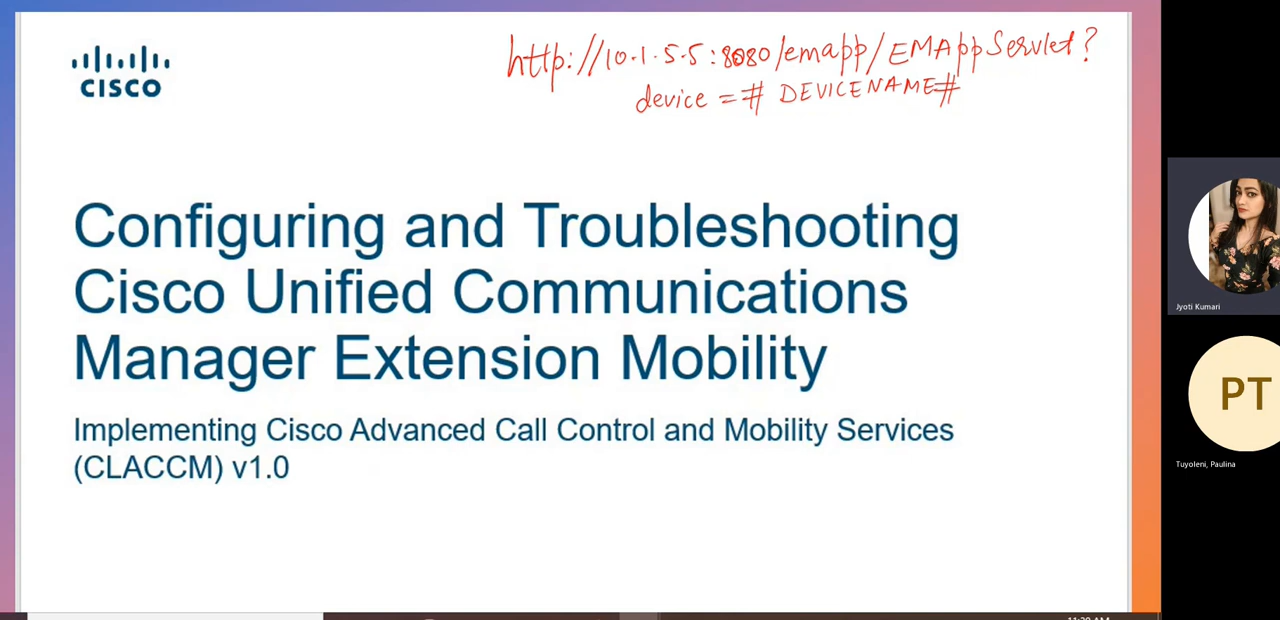 CISCO
http://10.1.5.5:8080/emapp/EMAppServlet?
device=#DEVICENAME#
Configuring and Troubleshooting
Cisco Unified Communications
Manager Extension Mobility
Implementing Cisco Advanced Call Control and Mobility Services
(CLACCM) v1.0
Jyoti Kumari
PT
Tuyoleni, Paulina